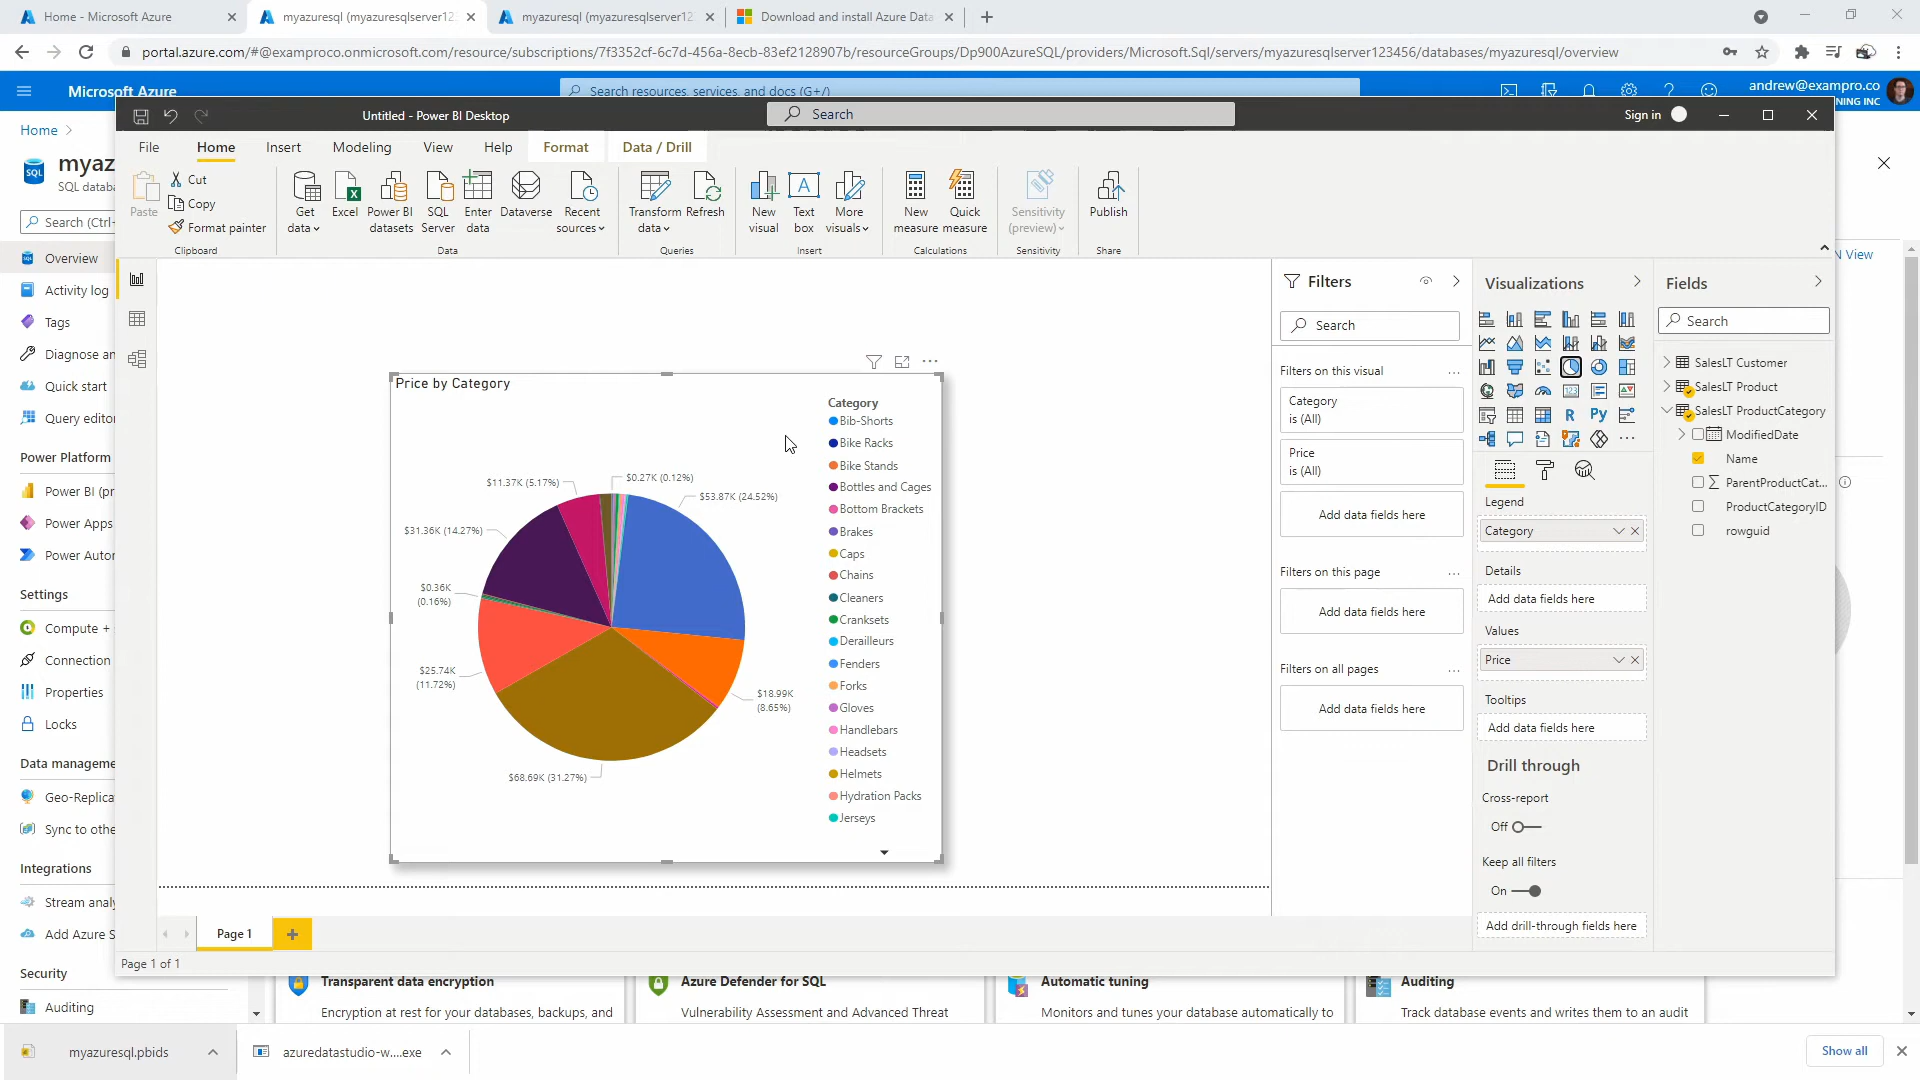 Home - Microsoft Azure
myazuresql (myazuresqlserver12
myazuresql (myazuresqlserver12
Download and install Azure Data
portal.azure.com/#@examproco.onmicrosoft.com/resource/subscriptions/7f3352cf-6c7d-456a-8ecb-83ef2128907b/resourceGroups/Dp900AzureSQL/providers/Microsoft.Sql/servers/myazuresqlserver123456/databases/myazuresql/overview
Microsoft Azure
Search resources, services, and docs (G+/)
andrew@exampro.co
NING INC
Home
myaz
SQL databa
Search (Ctrl+
Overview
Activity log
Tags
Diagnose an
Quick start
Query editor
Power Platform
Power BI (pr
Power Apps
Power Autor
Settings
Compute +
Connection
Properties
Locks
Data manageme
Geo-Replica
Sync to othe
Integrations
Stream analy
Add Azure S
Security
Auditing
N View
Untitled - Power BI Desktop
Search
Sign in
File
Home
Insert
Modeling
View
Help
Format
Data / Drill
Paste
Cut
Copy
Format painter
Clipboard
Get data
Excel
Power BI datasets
SQL Server
Enter data
Dataverse
Recent sources
Data
Transform data
Refresh
Queries
New visual
Text box
More visuals
Insert
New measure
Quick measure
Calculations
Sensitivity (preview)
Sensitivity
Publish
Share
Price by Category
$11.37K (5.17%)
$0.27K (0.12%)
$53.87K (24.52%)
$31.36K (14.27%)
$0.36K
(0.16%)
$25.74K
(11.72%)
$18.99K
(8.65%)
$68.69K (31.27%)
Category
Bib-Shorts
Bike Racks
Bike Stands
Bottles and Cages
Bottom Brackets
Brakes
Caps
Chains
Cleaners
Cranksets
Derailleurs
Fenders
Forks
Gloves
Handlebars
Headsets
Helmets
Hydration Packs
Jerseys
Page 1
Page 1 of 1
Filters
Search
Filters on this visual
Category
is (All)
Price
is (All)
Add data fields here
Filters on this page
Add data fields here
Filters on all pages
Add data fields here
Visualizations
R
Py
123
Legend
Category
Details
Add data fields here
Values
Price
Tooltips
Add data fields here
Drill through
Cross-report
Off
Keep all filters
On
Add drill-through fields here
Fields
Search
SalesLT Customer
SalesLT Product
SalesLT ProductCategory
ModifiedDate
Name
ParentProductCat...
ProductCategoryID
rowguid
Transparent data encryption
Encryption at rest for your databases, backups, and
Azure Defender for SQL
Vulnerability Assessment and Advanced Threat
Automatic tuning
Monitors and tunes your database automatically to
Auditing
Track database events and writes them to an audit
myazuresql.pbids
azuredatastudio-w....exe
Show all